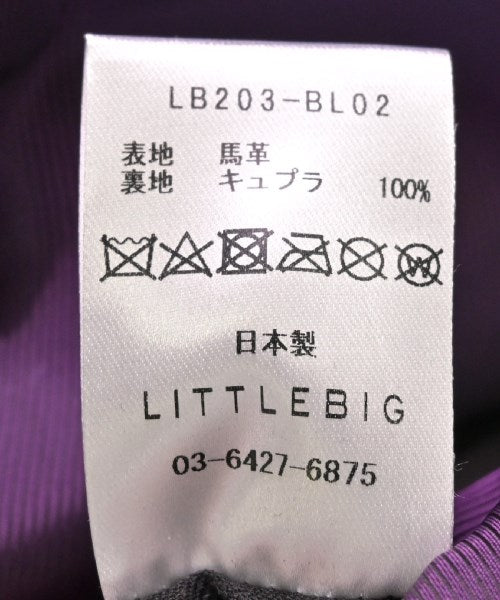 LB203-BL02
表地 馬革
裏地 キュプラ 100%
日本製
LITTLEBIG
03-6427-6875